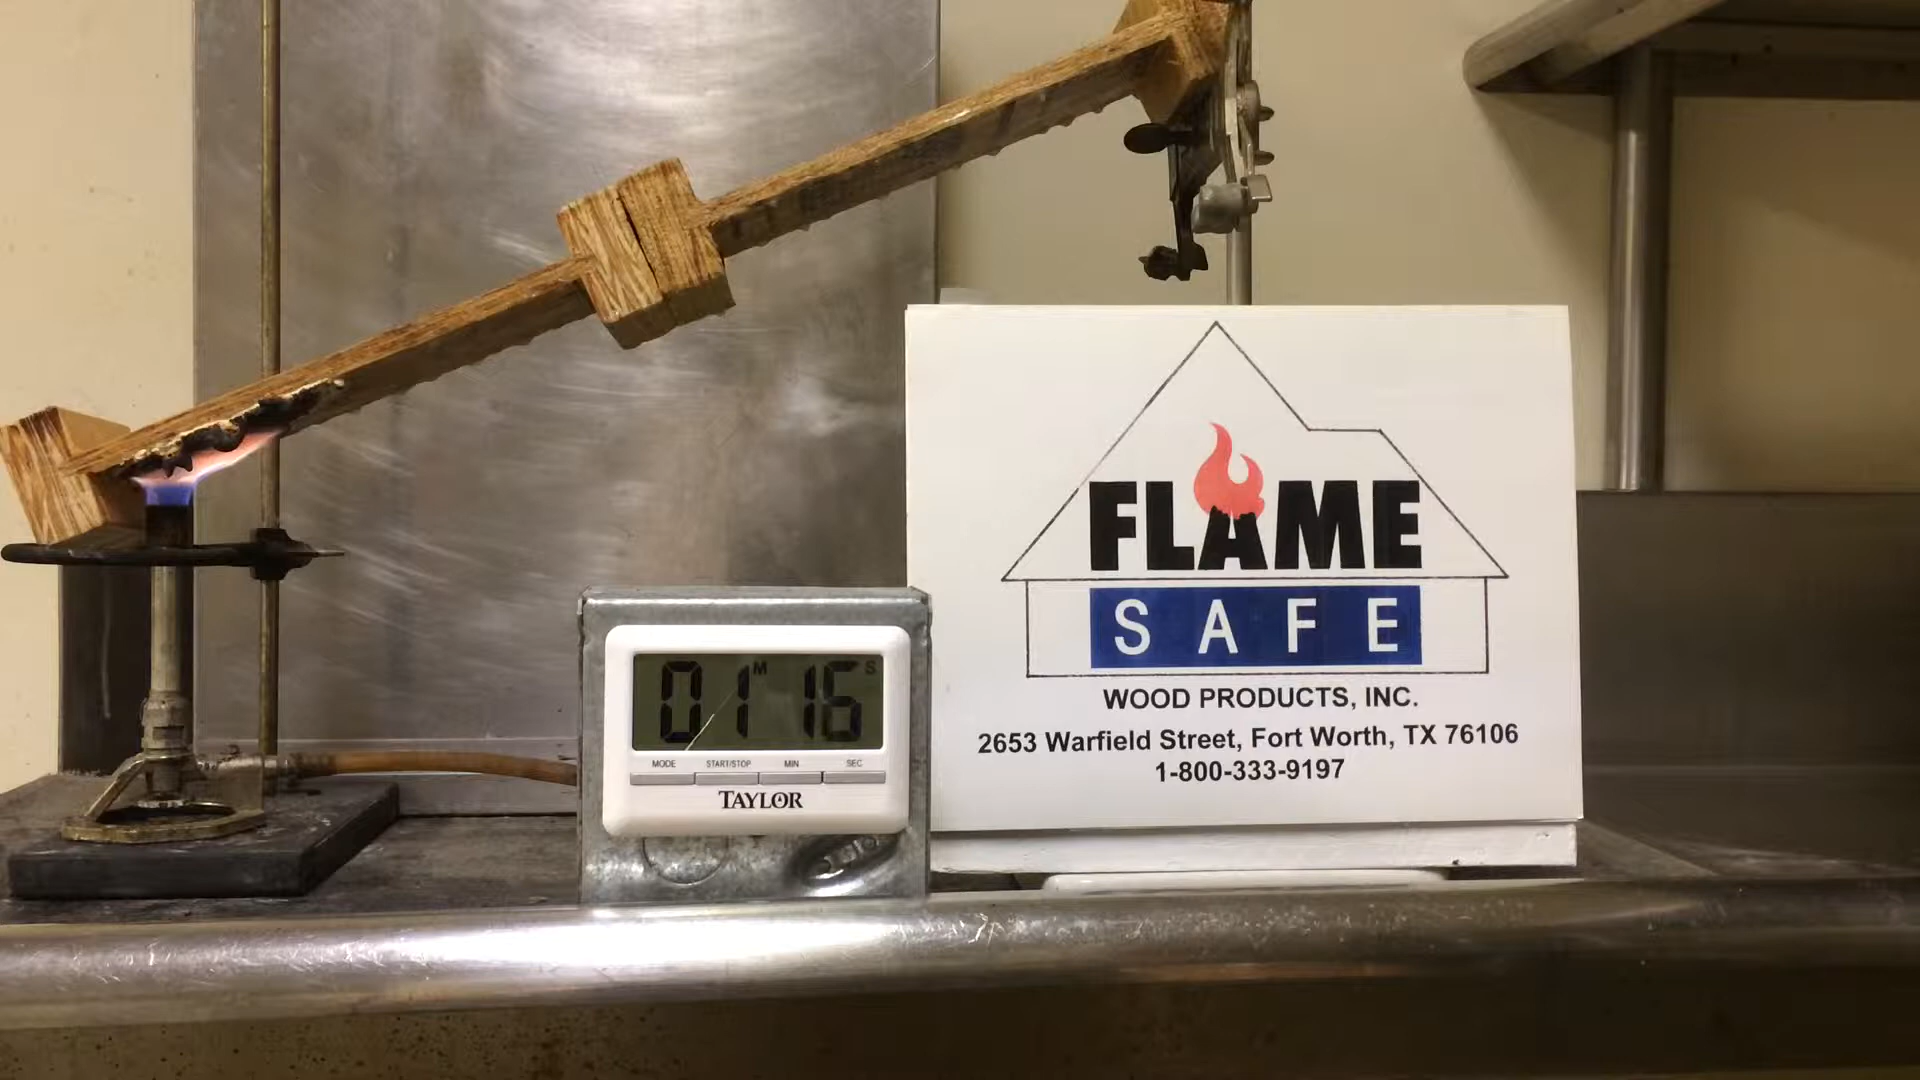 FLAME
SAFE
WOOD PRODUCTS, INC.
2653 Warfield Street, Fort Worth, TX 76106
1-800-333-9197
01 M 16 S
MODE START/STOP MIN SEC
TAYLOR